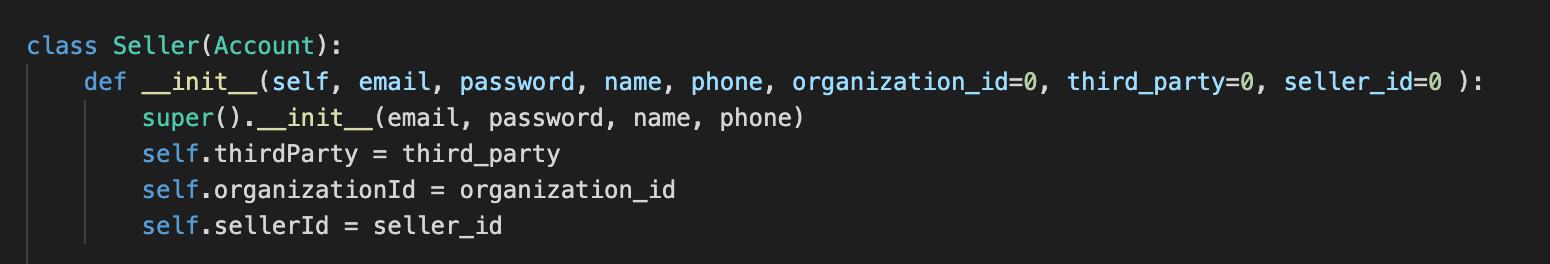 class Seller(Account):
    def __init__(self, email, password, name, phone, organization_id=0, third_party=0, seller_id=0 ):
        super().__init__(email, password, name, phone)
        self.thirdParty = third_party
        self.organizationId = organization_id
        self.sellerId = seller_id